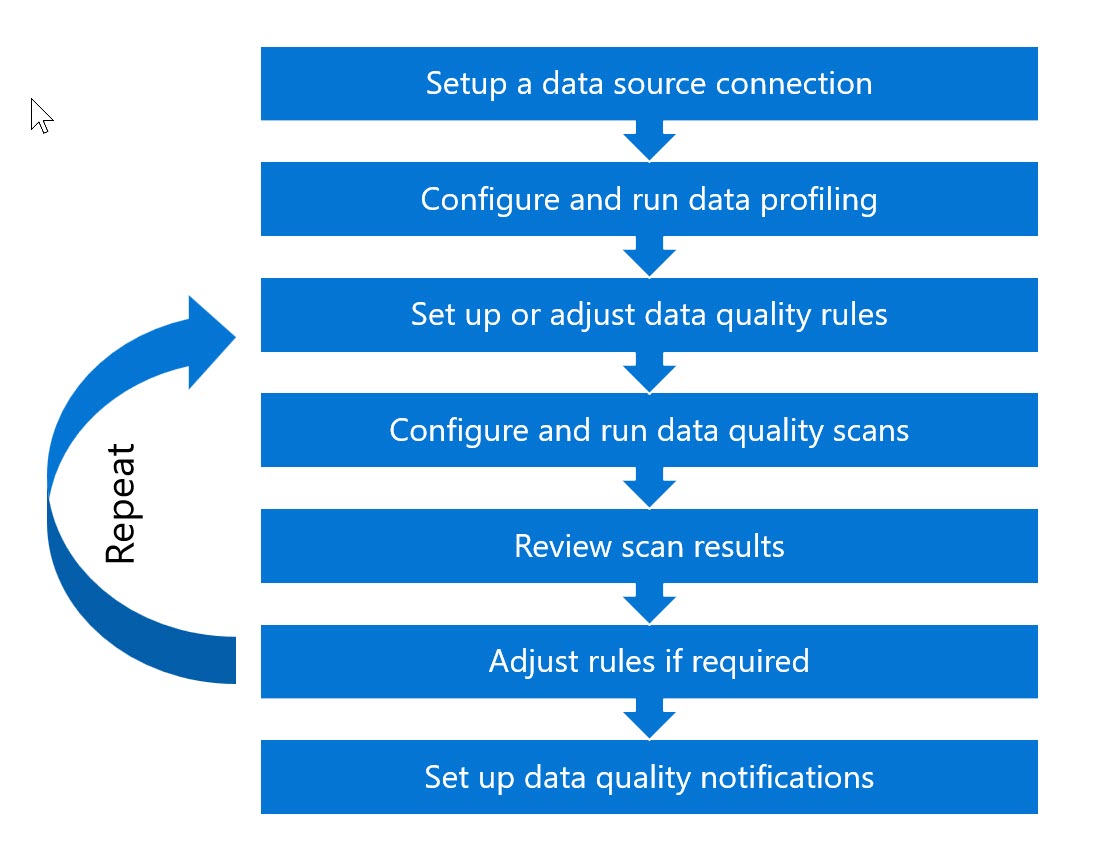 Setup a data source connection
Configure and run data profiling
Set up or adjust data quality rules
Configure and run data quality scans
Repeat
Review scan results
Adjust rules if required
Set up data quality notifications